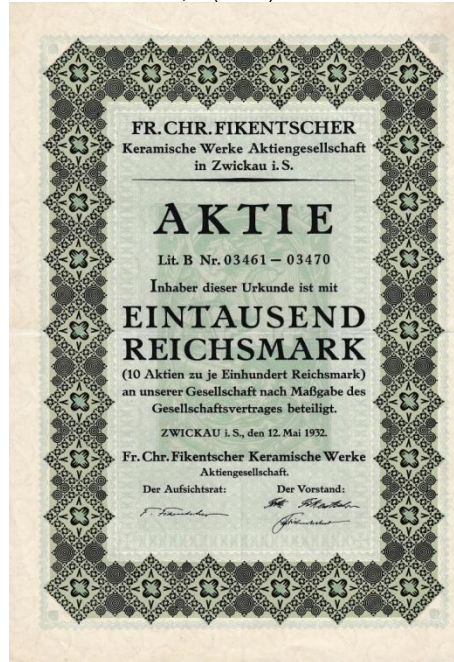 FR. CHR. FIKENTSCHER
Keramische Werke Aktiengesellschaft
in Zwickau i. S.
AKTIE
Lit. B Nr. 03461 — 03470
Inhaber dieser Urkunde ist mit
EINTAUSEND
REICHSMARK
(10 Aktien zu je Einhundert Reichsmark)
an unserer Gesellschaft nach Maßgabe des
Gesellschaftsvertrages beteiligt.
ZWICKAU i. S., den 12. Mai 1932.
Fr. Chr. Fikentscher Keramische Werke
Aktiengesellschaft.
Der Aufsichtsrat: Der Vorstand: